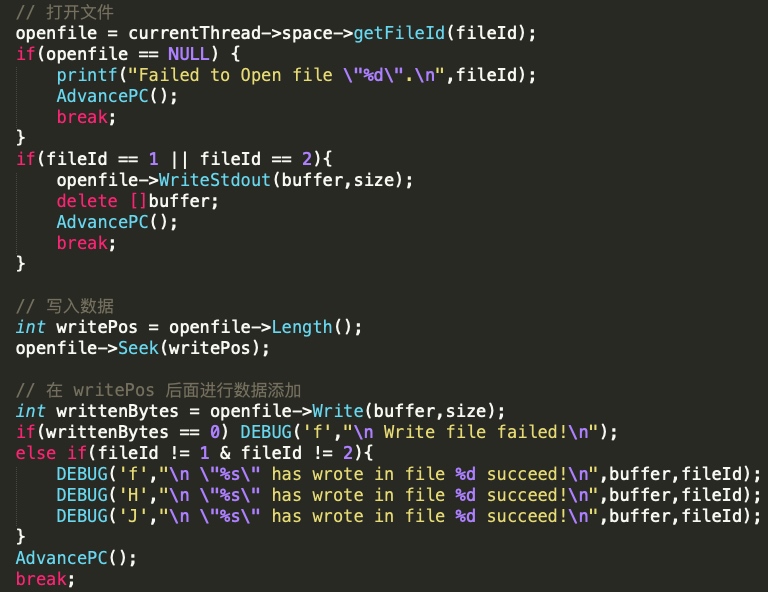 // 打开文件
openfile = currentThread->space->getFileId(fileId);
if(openfile == NULL) {
    printf("Failed to Open file \"%d\".\n",fileId);
    AdvancePC();
    break;
}
if(fileId == 1 || fileId == 2){
    openfile->WriteStdout(buffer,size);
    delete []buffer;
    AdvancePC();
    break;
}

// 写入数据
int writePos = openfile->Length();
openfile->Seek(writePos);

// 在 writePos 后面进行数据添加
int writtenBytes = openfile->Write(buffer,size);
if(writtenBytes == 0) DEBUG('f',"\n Write file failed!\n");
else if(fileId != 1 & fileId != 2){
    DEBUG('f',"\n \"%s\" has wrote in file %d succeed!\n",buffer,fileId);
    DEBUG('H',"\n \"%s\" has wrote in file %d succeed!\n",buffer,fileId);
    DEBUG('J',"\n \"%s\" has wrote in file %d succeed!\n",buffer,fileId);
}
AdvancePC();
break;